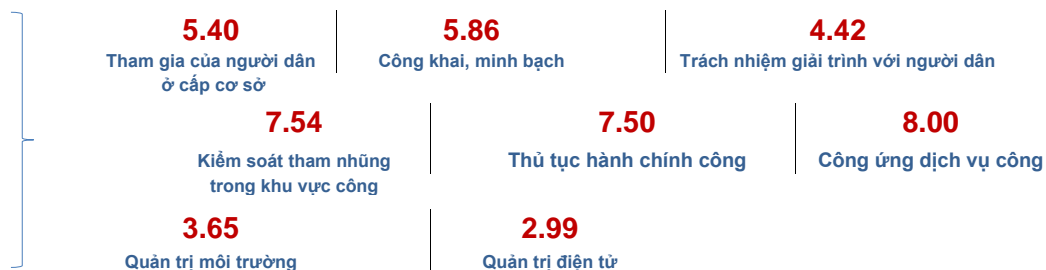 5.40 5.86 4.42
Tham gia của người dân Công khai, minh bạch Trách nhiệm giải trình với người dân
ở cấp cơ sở
7.54 7.50 8.00
Kiểm soát tham nhũng Thủ tục hành chính công Công ứng dịch vụ công
trong khu vực công
3.65 2.99
Quản trị môi trường Quản trị điện tử